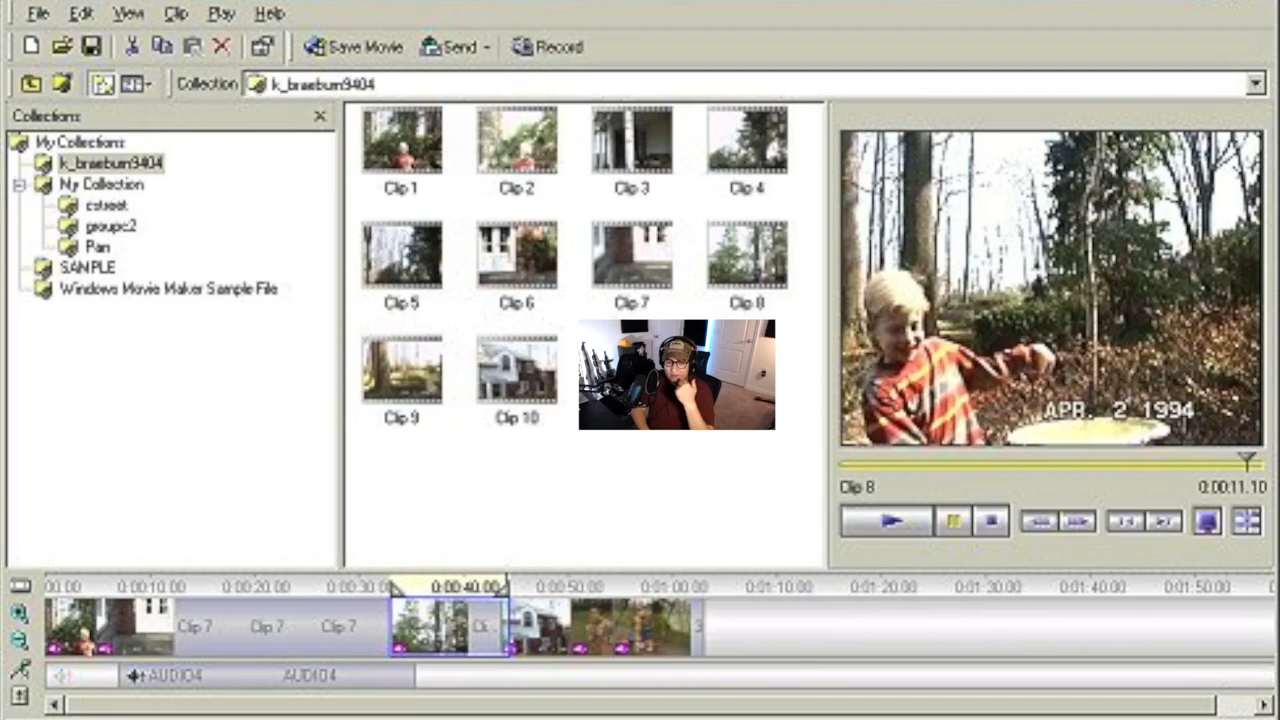 File Edit View Clip Play Help
Save Movie Send Record
Collection k_braeburn9404
Collections
My Collections
k_braeburn9404
My Collection
cstreet
groupc2
Pan
SAMPLE
Windows Movie Maker Sample File
Clip 1 Clip 2 Clip 3 Clip 4
Clip 5 Clip 6 Clip 7 Clip 8
Clip 9 Clip 10
APR. 2 1994
Clip 8 0:00:11.10
00.00 0:00:10.00 0:00:20.00 0:00:30. 0:00:40.00 0:00:50.00 0:01:00.00 0:01:10.00 0:01:20.00 0:01:30.00 0:01:40.00 0:01:50.00
Clip 7 Clip 7 Clip 7 Cli... 3
AUDIO4 AUDIO4